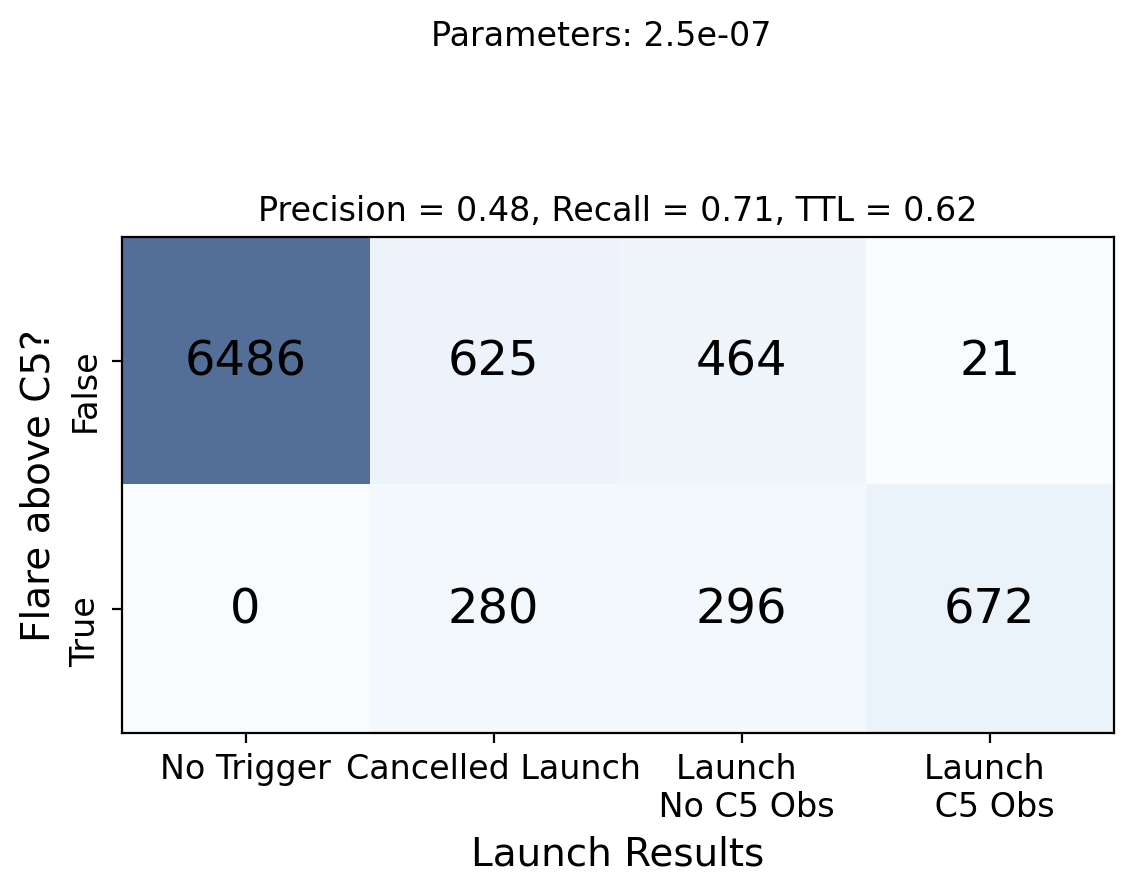 Parameters: 2.5e-07
Precision = 0.48, Recall = 0.71, TTL = 0.62
Flare above C5?
False
6486 625 464 21
True
0 280 296 672
No Trigger Cancelled Launch Launch Launch
No C5 Obs C5 Obs
Launch Results